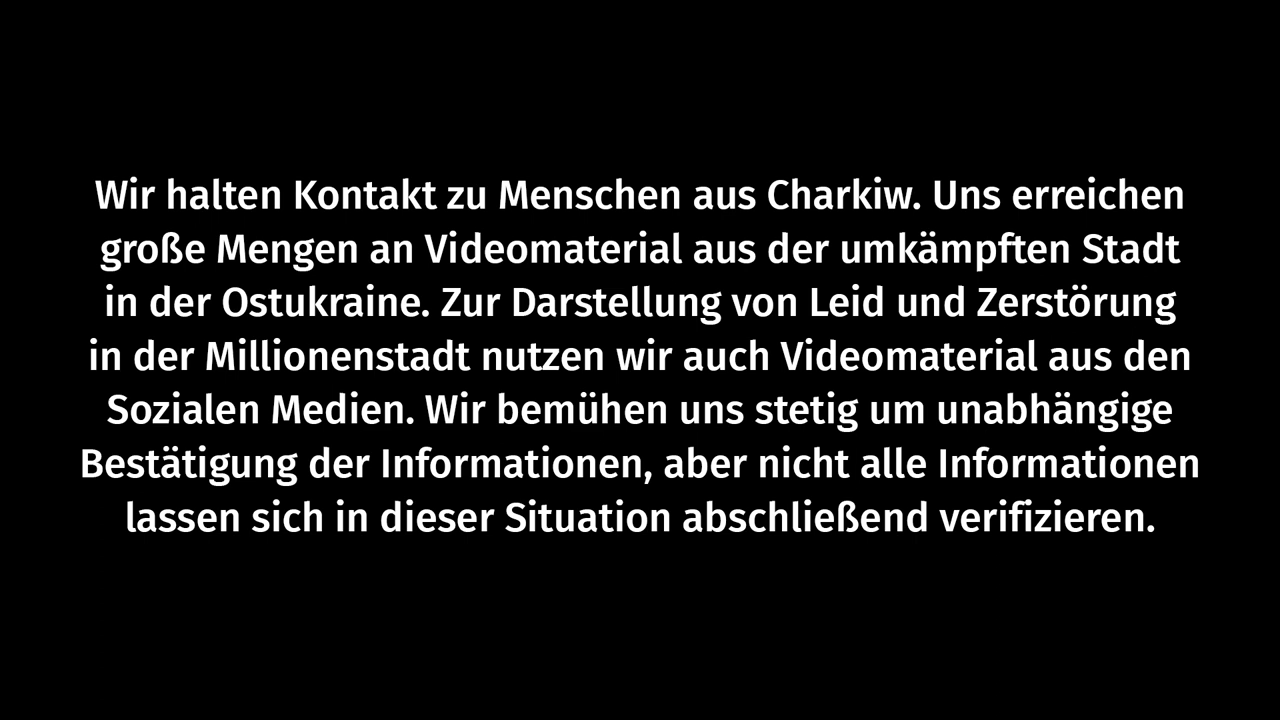 Wir halten Kontakt zu Menschen aus Charkiw. Uns erreichen
große Mengen an Videomaterial aus der umkämpften Stadt
in der Ostukraine. Zur Darstellung von Leid und Zerstörung
in der Millionenstadt nutzen wir auch Videomaterial aus den
Sozialen Medien. Wir bemühen uns stetig um unabhängige
Bestätigung der Informationen, aber nicht alle Informationen
lassen sich in dieser Situation abschließend verifizieren.